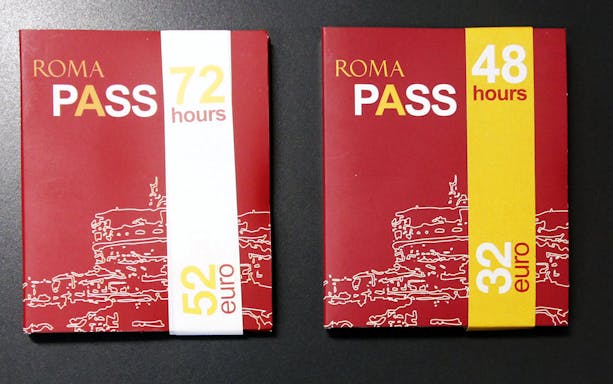 ROMA
PASS
72
hours
52
euro
ROMA
PASS
48
hours
32
euro